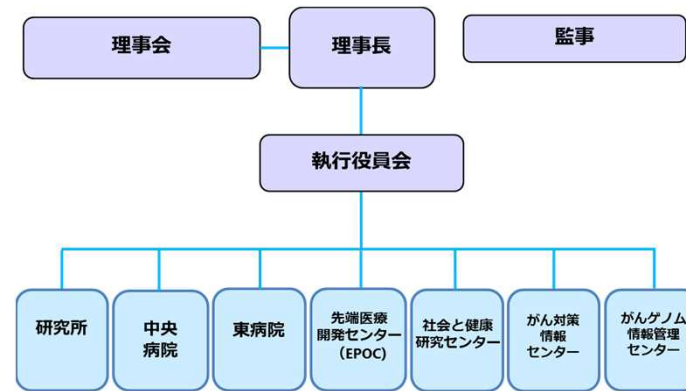 理事会
理事長
監事
執行役員会
研究所
中央
病院
東病院
先端医療
開発センター
（EPOC）
社会と健康
研究センター
がん対策
情報
センター
がんゲノム
情報管理
センター